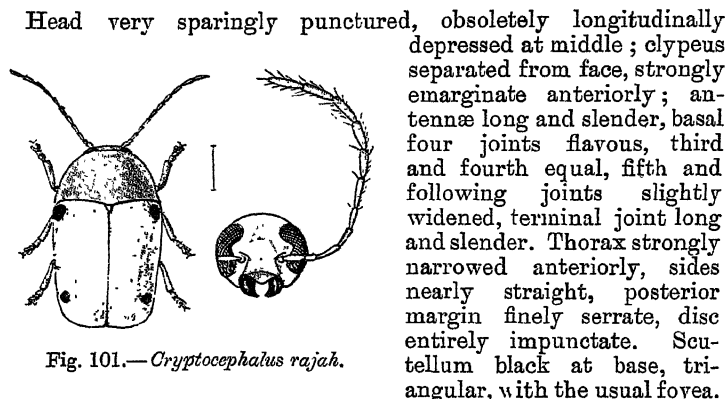 Head very sparingly punctured, obsoletely longitudinally
depressed at middle ; clypeus
separated from face, strongly
emarginate anteriorly ; an-
tennæ long and slender, basal
four joints flavous, third
and fourth equal, fifth and
following joints slightly
widened, terminal joint long
and slender. Thorax strongly
narrowed anteriorly, sides
nearly straight, posterior
margin finely serrate, disc
entirely impunctate. Scu-
tellum black at base, tri-
angular, with the usual fovea.
Fig. 101.—Cryptocephalus rajah.